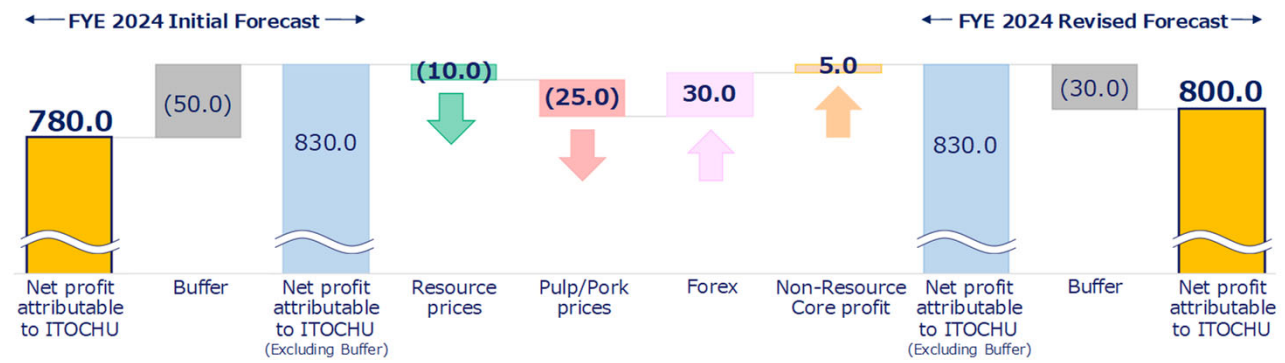 FYE 2024 Initial Forecast
FYE 2024 Revised Forecast
780.0
(50.0)
830.0
(10.0)
(25.0)
30.0
5.0
830.0
(30.0)
800.0
Net profit
attributable
to ITOCHU
Buffer
Net profit
attributable
to ITOCHU
(Excluding Buffer)
Resource
prices
Pulp/Pork
prices
Forex
Non-Resource
Core profit
Net profit
attributable
to ITOCHU
(Excluding Buffer)
Buffer
Net profit
attributable
to ITOCHU